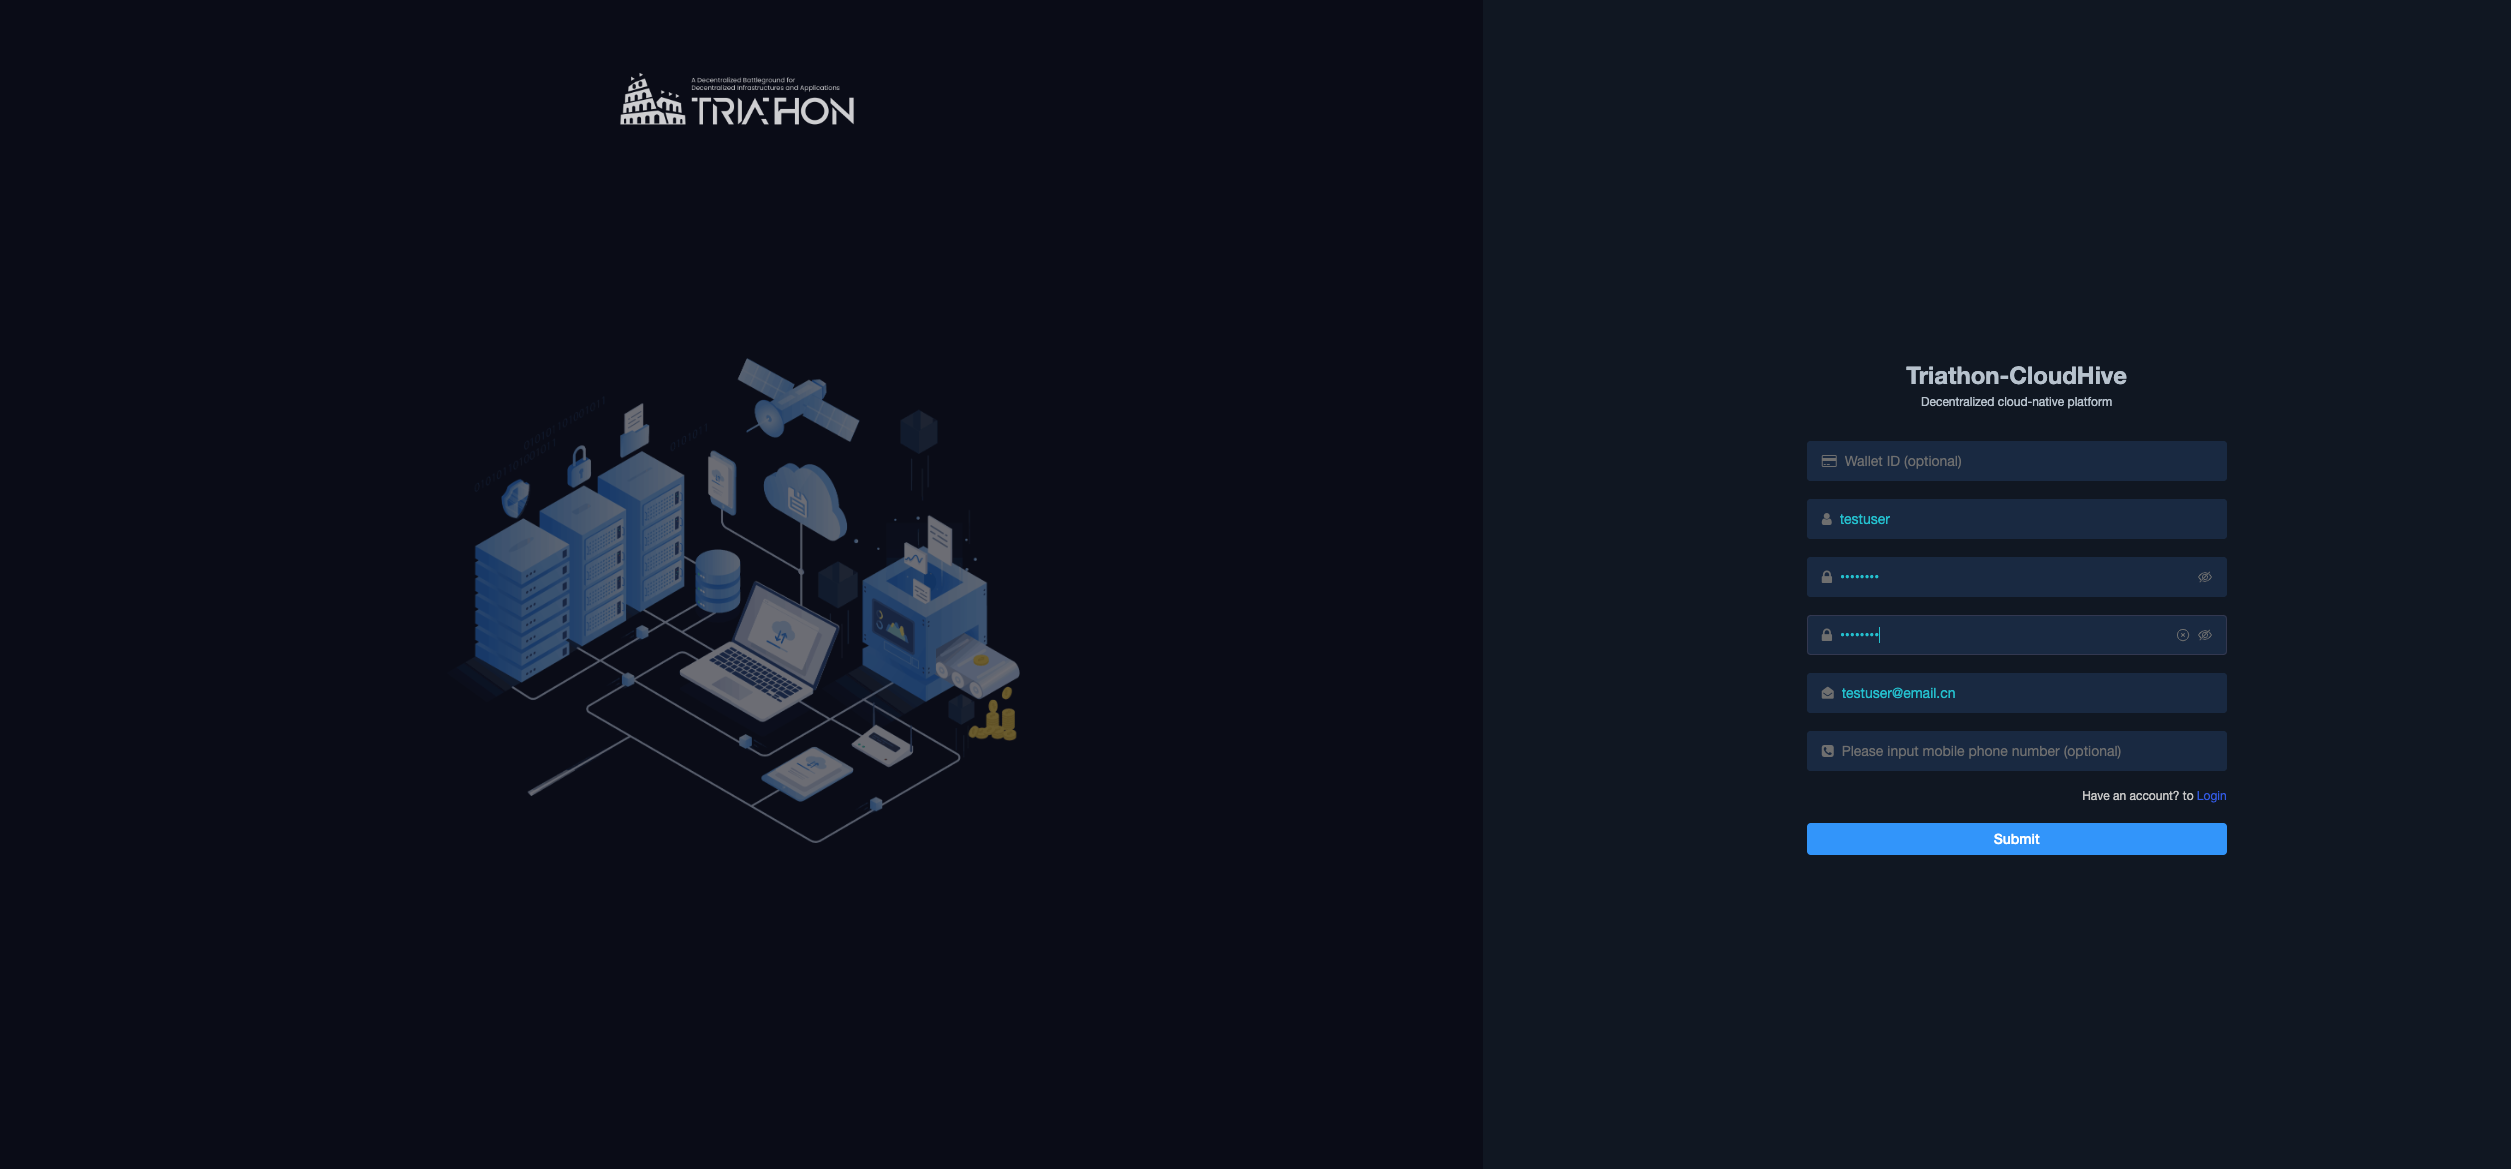 A Decentralized Battleground for
Decentralized Infrastructures and Applications
TRIATHON
Triathon-CloudHive
Decentralized cloud-native platform
Wallet ID (optional)
testuser
••••••••
••••••••
testuser@email.cn
Please input mobile phone number (optional)
Have an account? to Login
Submit